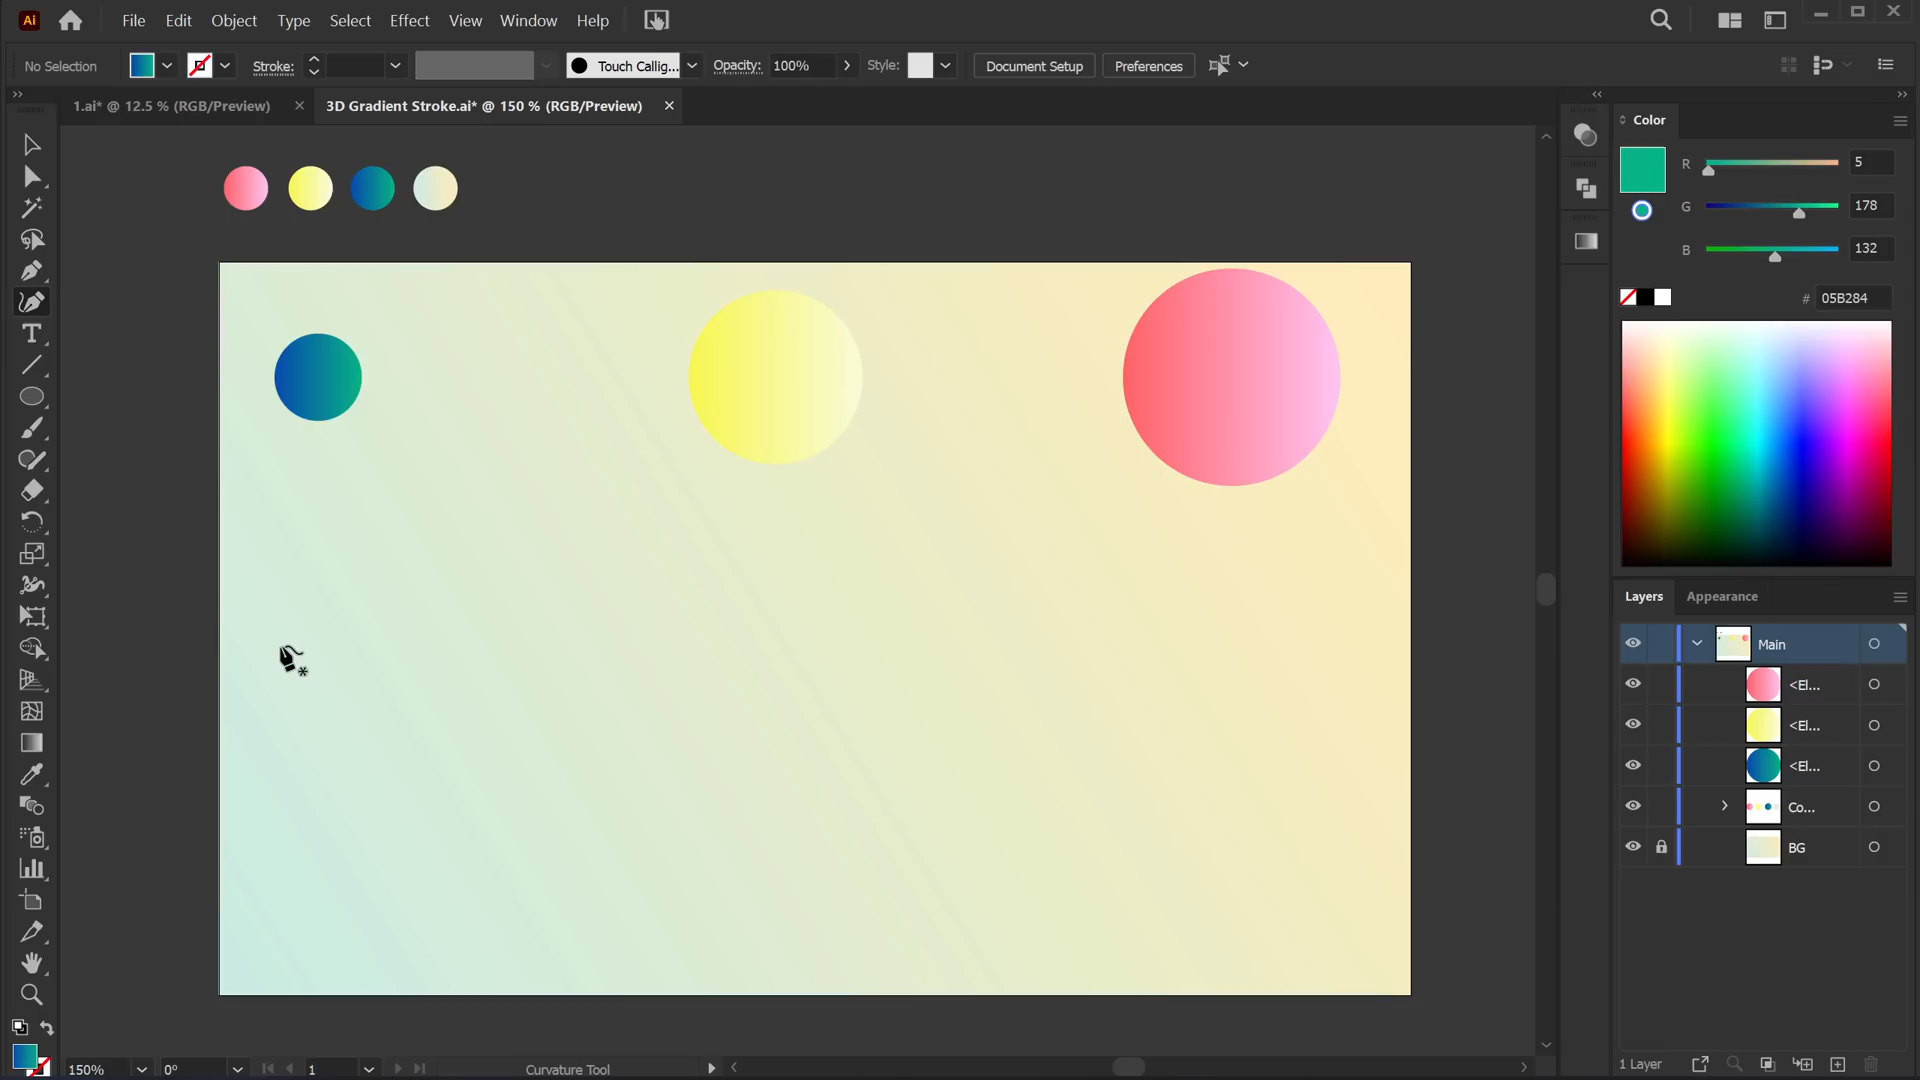 Ai File Edit Object Type Select Effect View Window Help
No Selection Stroke: Touch Callig... Opacity: 100% Style: Document Setup Preferences
1.ai* @ 12.5 % (RGB/Preview) 3D Gradient Stroke.ai* @ 150 % (RGB/Preview)
Color
R 5
G 178
B 132
# 05B284
Layers Appearance
Main
<El...
<El...
<El...
Co...
BG
1 Layer
150% 0° 1 Curvature Tool